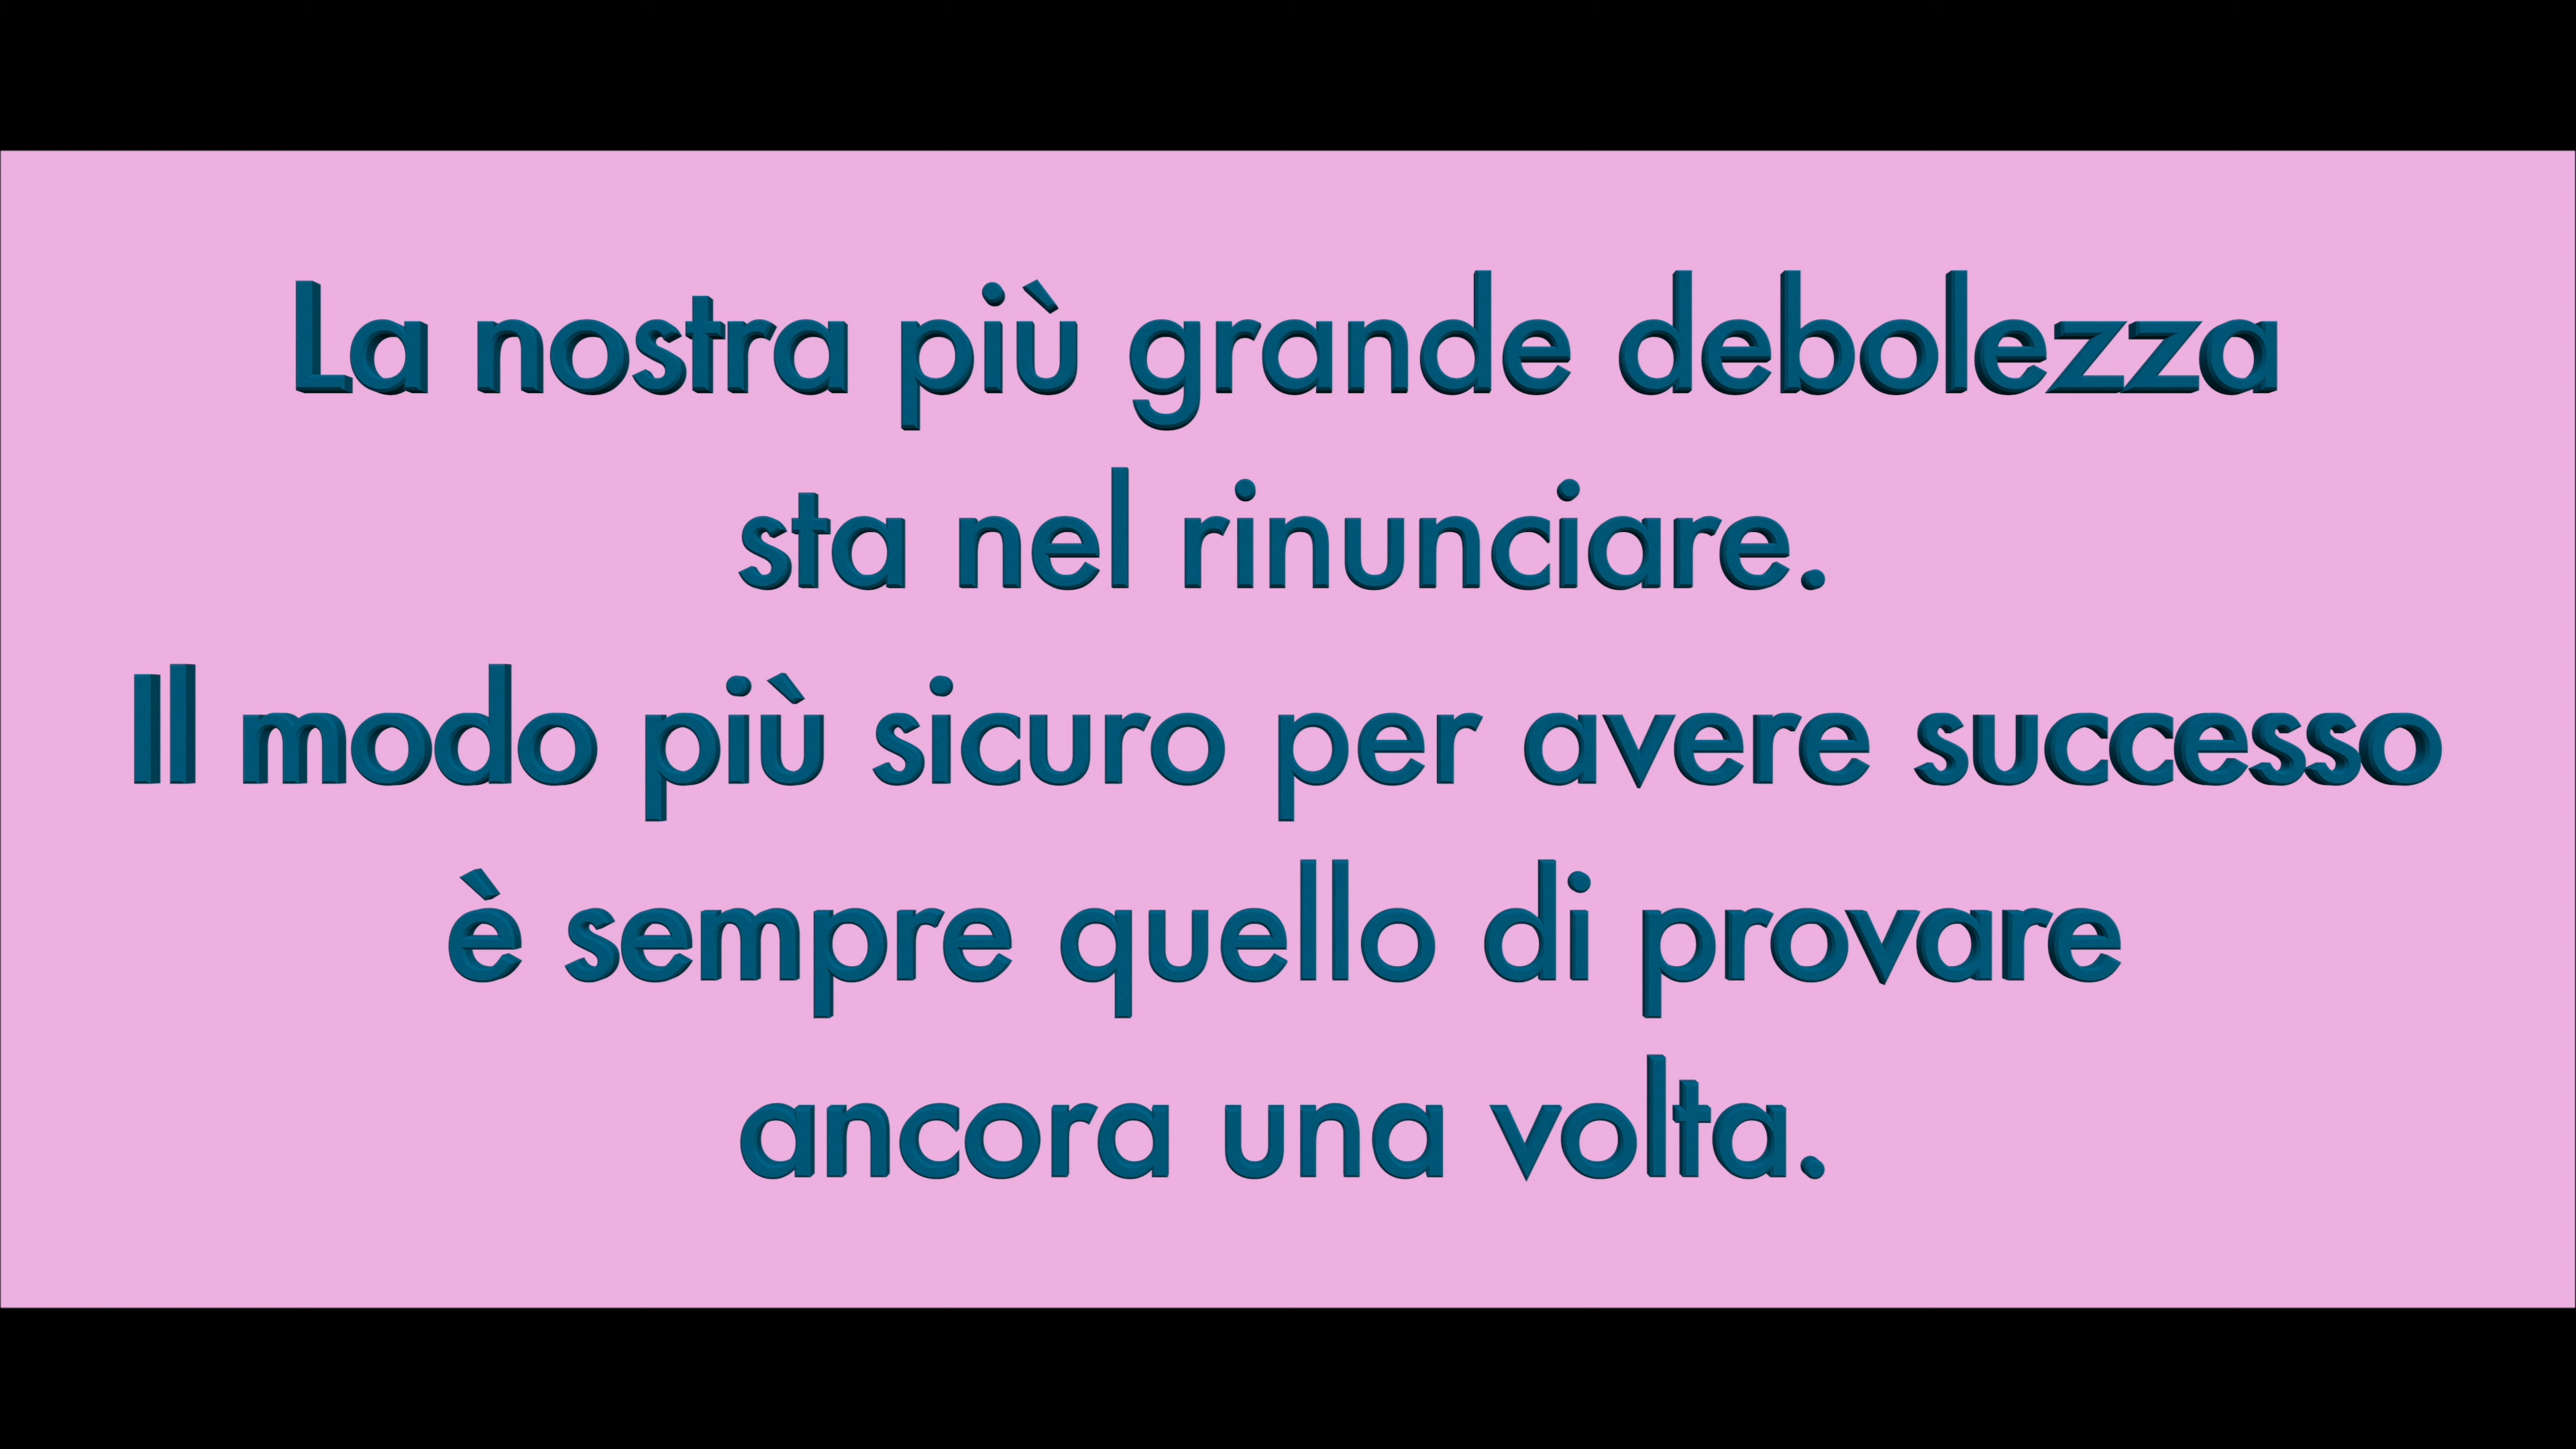 La nostra più grande debolezza
sta nel rinunciare.
Il modo più sicuro per avere successo
è sempre quello di provare
ancora una volta.